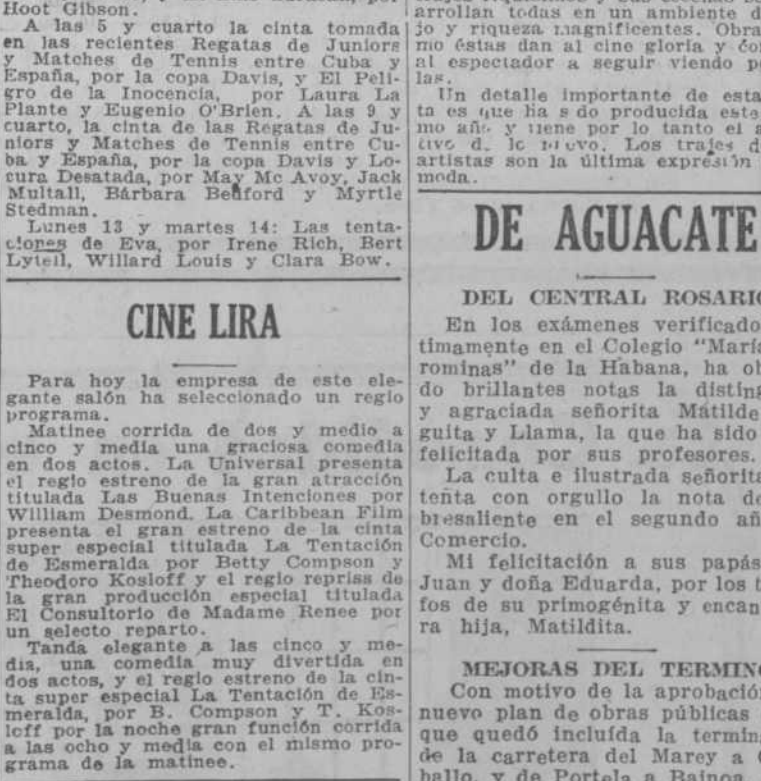 Hoot Gibson.
A las 5 y cuarto la cinta tomada
en las recientes Regatas de Juniors
y Matches de Tennis entre Cuba y
España, por la copa Davis, y El Peli-
gro de la Inocencia, por Laura La
Plante y Eugenio O'Brien. A las 9 y
cuarto, la cinta de las Regatas de Ju-
niors y Matches de Tennis entre Cu-
ba y España, por la copa Davis y Lo-
cura Desatada, por May Mc Avoy, Jack
Multall, Bárbara Bedford y Myrtle
Stedman.
Lunes 13 y martes 14: Las tenta-
ciones de Eva, por Irene Rich, Bert
Lytell, Willard Louis y Clara Bow.
CINE LIRA
Para hoy la empresa de este ele-
gante salón ha seleccionado un regio
programa.
Matinee corrida de dos y medio a
cinco y media una graciosa comedia
en dos actos. La Universal presenta
el regio estreno de la gran atracción
titulada Las Buenas Intenciones por
William Desmond. La Caribbean Film
presenta el gran estreno de la cinta
super especial titulada La Tentación
de Esmeralda por Betty Compson y
Theodoro Kosloff y el regio repriss de
la gran producción especial titulada
El Consultorio de Madame Renee por
un selecto reparto.
Tanda elegante a las cinco y me-
dia, una comedia muy divertida en
dos actos, y el regio estreno de la cin-
ta super especial La Tentación de Es-
meralda, por B. Compson y T. Kos-
loff por la noche gran función corrida
a las ocho y media con el mismo pro-
grama de la matinee.
arrollan todas en un ambiente d
jo y riqueza magnificentes. Obra
mo éstas dan al cine gloria y
al espectador a seguir viendo
las.
Un detalle importante de esta
ta es que ha s do producida este
mo año y tiene por lo tanto el a
tivo d. lo nuevo. Los trajes d
artistas son la última expresión
moda.
DE AGUACATE
DEL CENTRAL ROSARIO
En los exámenes verificado
timamente en el Colegio "María
rominas" de la Habana, ha ob
do brillantes notas la disting
y agraciada señorita Matilde
guita y Llama, la que ha sido
felicitada por sus profesores.
La culta e ilustrada señorita
tenta con orgullo la nota de
bresaliente en el segundo añ
Comercio.
Mi felicitación a sus papás
Juan y doña Eduarda, por los t
fos de su primogénita y encan
ra hija, Matildita.
MEJORAS DEL TERMINO
Con motivo de la aprobación
nuevo plan de obras públicas
que quedó incluída la termin
de la carretera del Marey a C
ballo, y de Portela a Bainoa